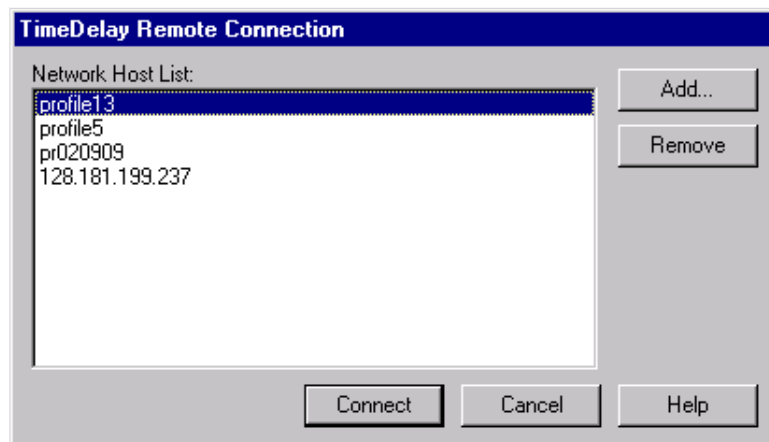 TimeDelay Remote Connection
Network Host List:
profile13
profile5
pr020909
128.181.199.237
Add...
Remove
Connect
Cancel
Help